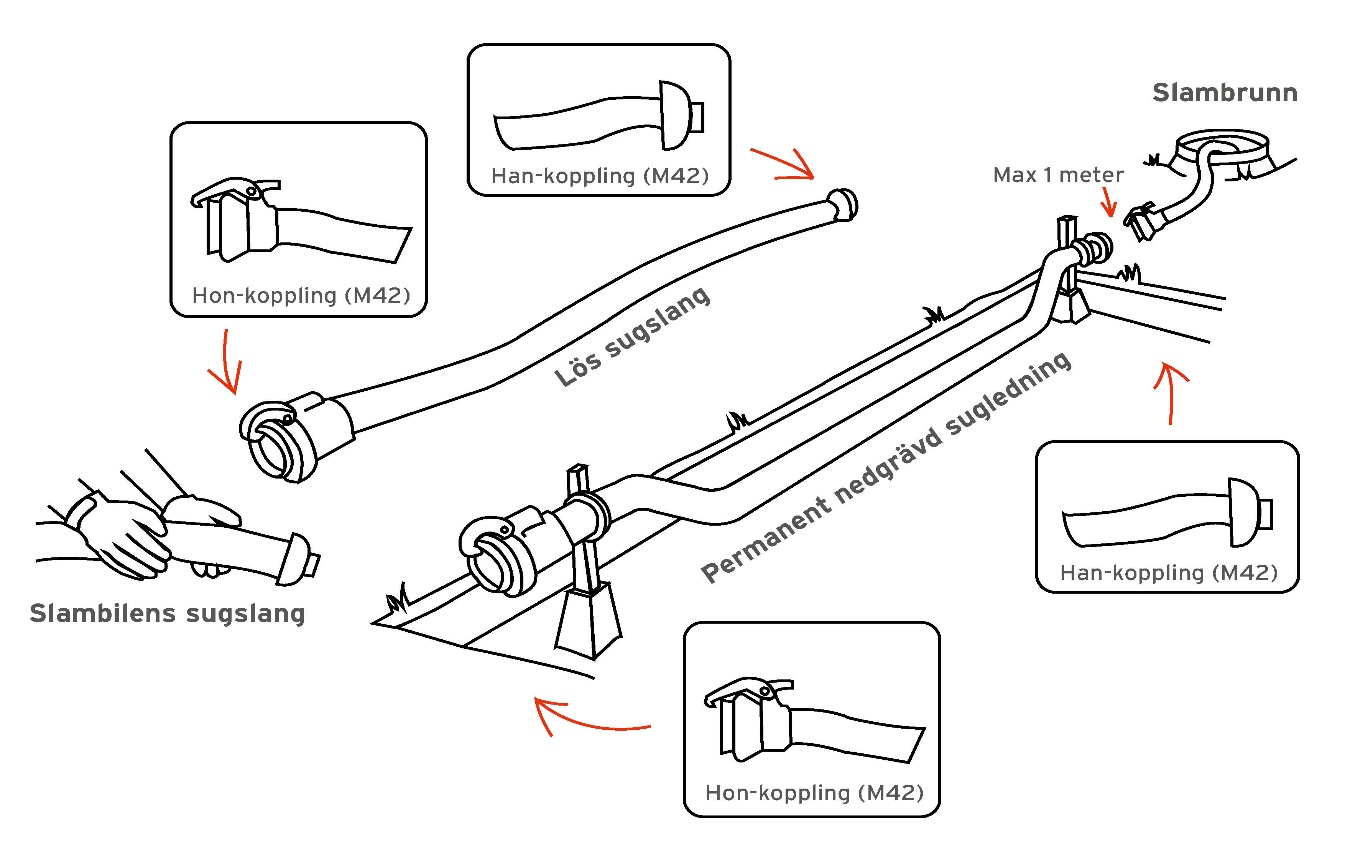 Slambrunn
Han-koppling (M42)
Max 1 meter
Hon-koppling (M42)
Lös sugslang
Permanent nedgrävd sugledning
Han-koppling (M42)
Slambilens sugslang
Hon-koppling (M42)